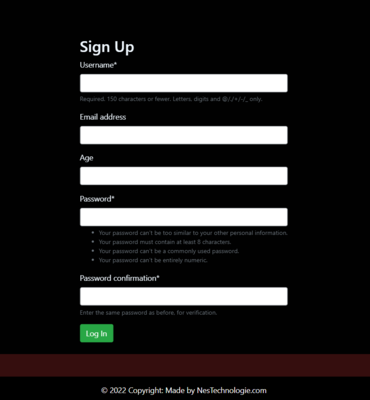 Sign Up
Username*
Required. 150 characters or fewer. Letters, digits and @/./+/-/_ only.
Email address
Age
Password*
Your password can't be too similar to your other personal information.
Your password must contain at least 8 characters.
Your password can't be a commonly used password.
Your password can't be entirely numeric.
Password confirmation*
Enter the same password as before, for verification.
Log In
© 2022 Copyright: Made by NesTechnologie.com